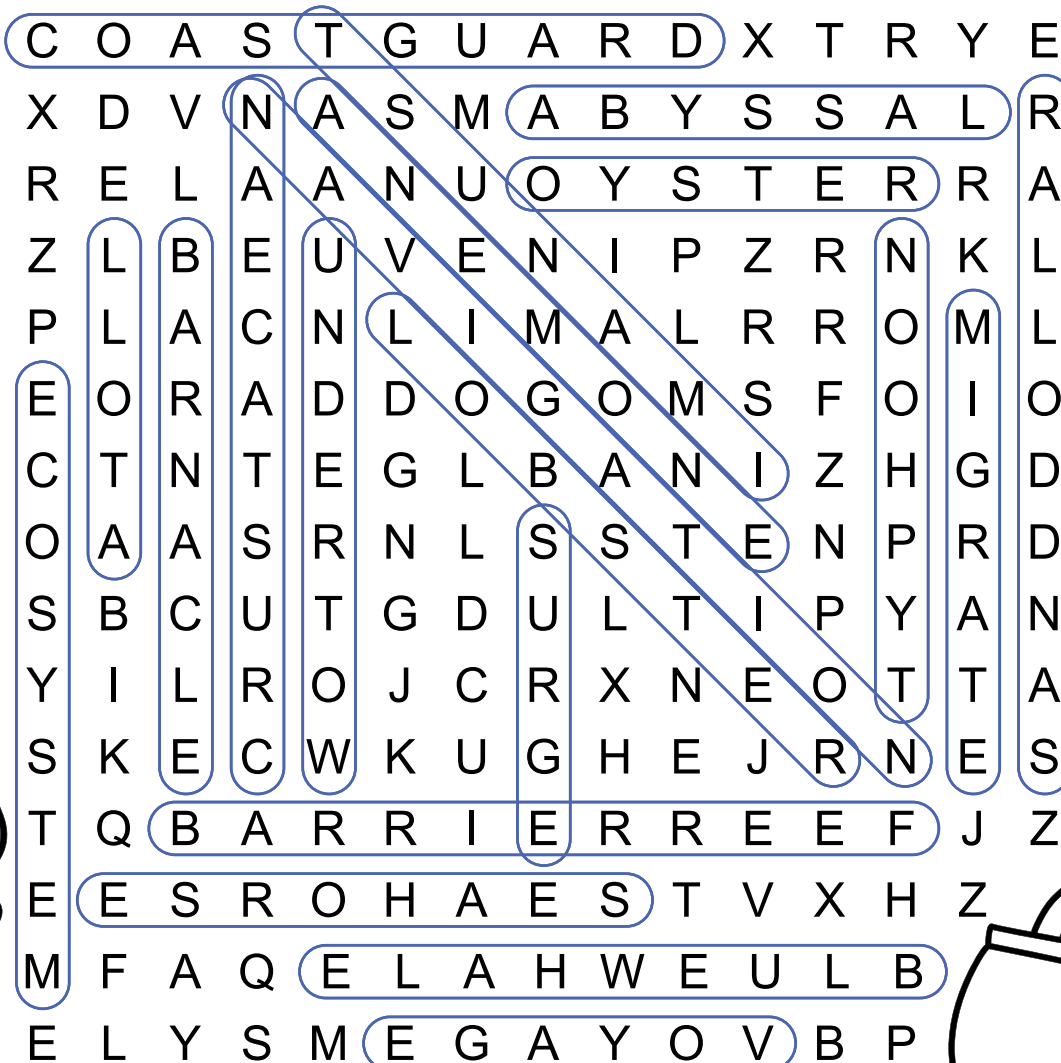 C O A S T G U A R D X T R Y E
X D V N A S M A B Y S S A L R
R E L A A N U O Y S T E R R A
Z L B E U V E N I P Z R N K L
P L A C N L I M A L R R O M L
E O R A D D O G O M S F O I O
C T N T E G L B A N I Z H G D
O A A S R N L S S T E N P R D
S B C U T G D U L T I P Y A N
Y I L R O J C R X N E O T T A
S K E C W K U G H E J R N E S
T Q B A R R I E R R E E F J Z
E E S R O H A E S T V X H Z
M F A Q E L A H W E U L B
E L Y S M E G A Y O V B P